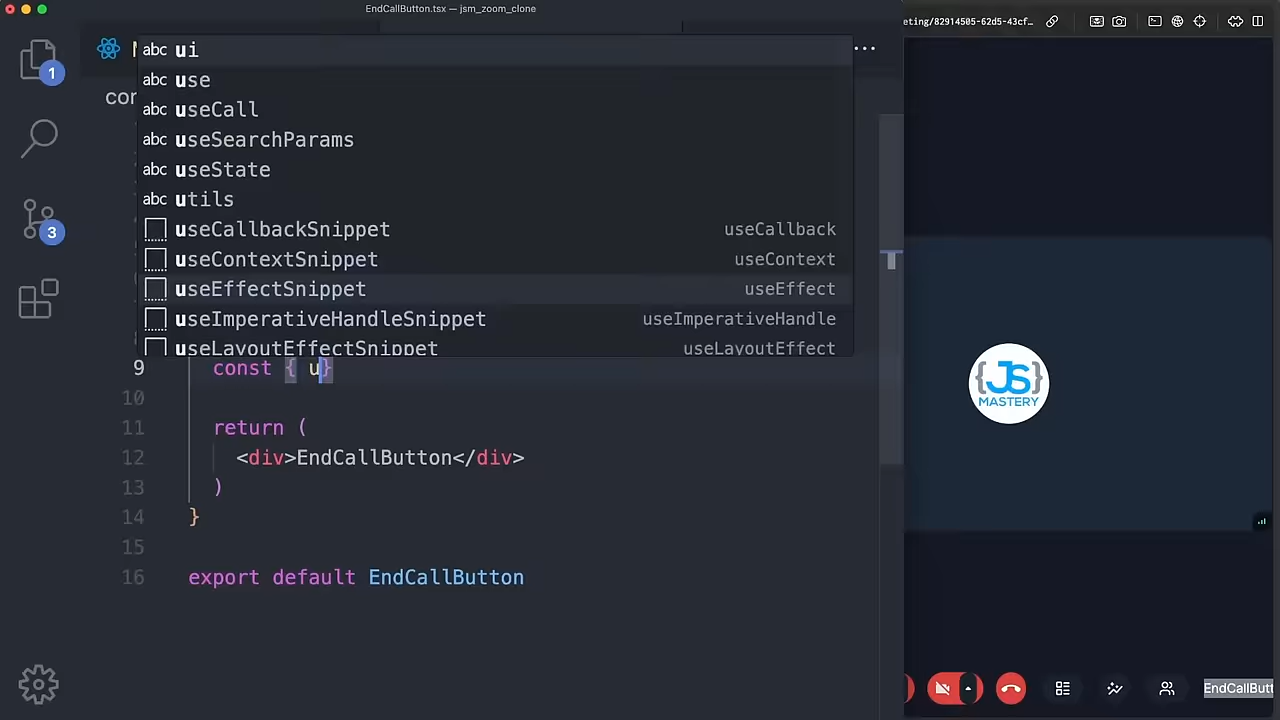 EndCallButton.tsx — jsm_zoom_clone
eting/82914505-62d5-43cf…
1
3
cor
abc ui
abc use
abc useCall
abc useSearchParams
abc useState
abc utils
useCallbackSnippet useCallback
useContextSnippet useContext
useEffectSnippet useEffect
useImperativeHandleSnippet useImperativeHandle
useLayoutEffectSnippet useLayoutEffect
9 const { u}
10
11 return (
12 <div>EndCallButton</div>
13 )
14 }
15
16 export default EndCallButton
{JS}
MASTERY
EndCallButt